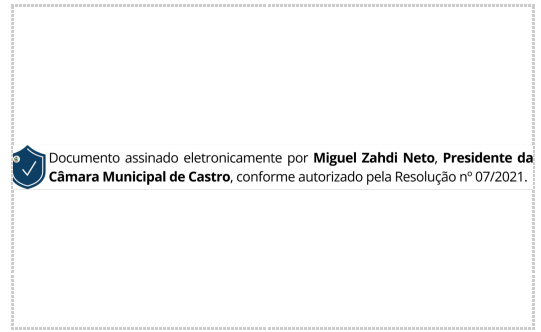 Documento assinado eletronicamente por Miguel Zahdi Neto, Presidente da
Câmara Municipal de Castro, conforme autorizado pela Resolução nº 07/2021.